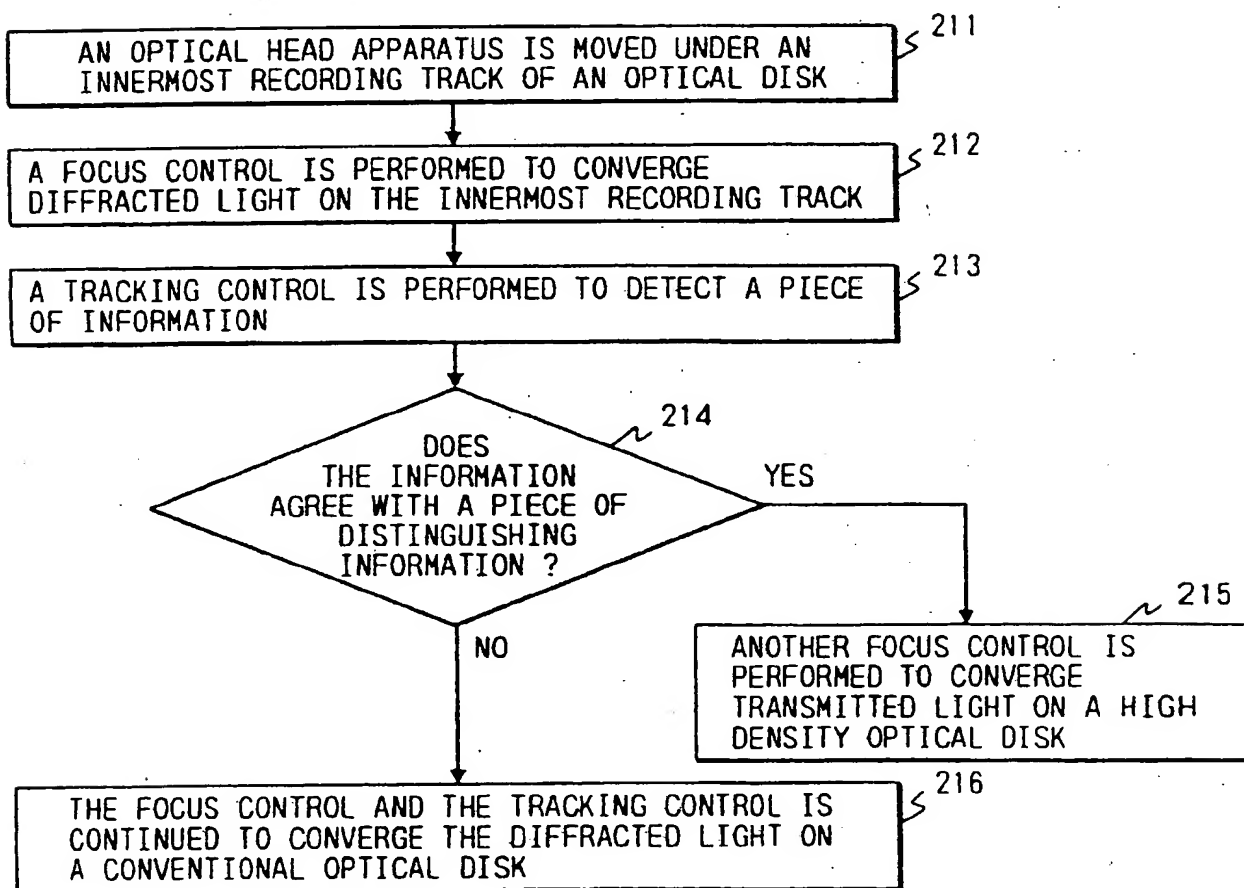 211
AN OPTICAL HEAD APPARATUS IS MOVED UNDER AN
INNERMOST RECORDING TRACK OF AN OPTICAL DISK
212
A FOCUS CONTROL IS PERFORMED TO CONVERGE
DIFFRACTED LIGHT ON THE INNERMOST RECORDING TRACK
213
A TRACKING CONTROL IS PERFORMED TO DETECT A PIECE
OF INFORMATION
214
DOES
THE INFORMATION
AGREE WITH A PIECE OF
DISTINGUISHING
INFORMATION ?
YES
NO
215
ANOTHER FOCUS CONTROL IS
PERFORMED TO CONVERGE
TRANSMITTED LIGHT ON A HIGH
DENSITY OPTICAL DISK
216
THE FOCUS CONTROL AND THE TRACKING CONTROL IS
CONTINUED TO CONVERGE THE DIFFRACTED LIGHT ON
A CONVENTIONAL OPTICAL DISK